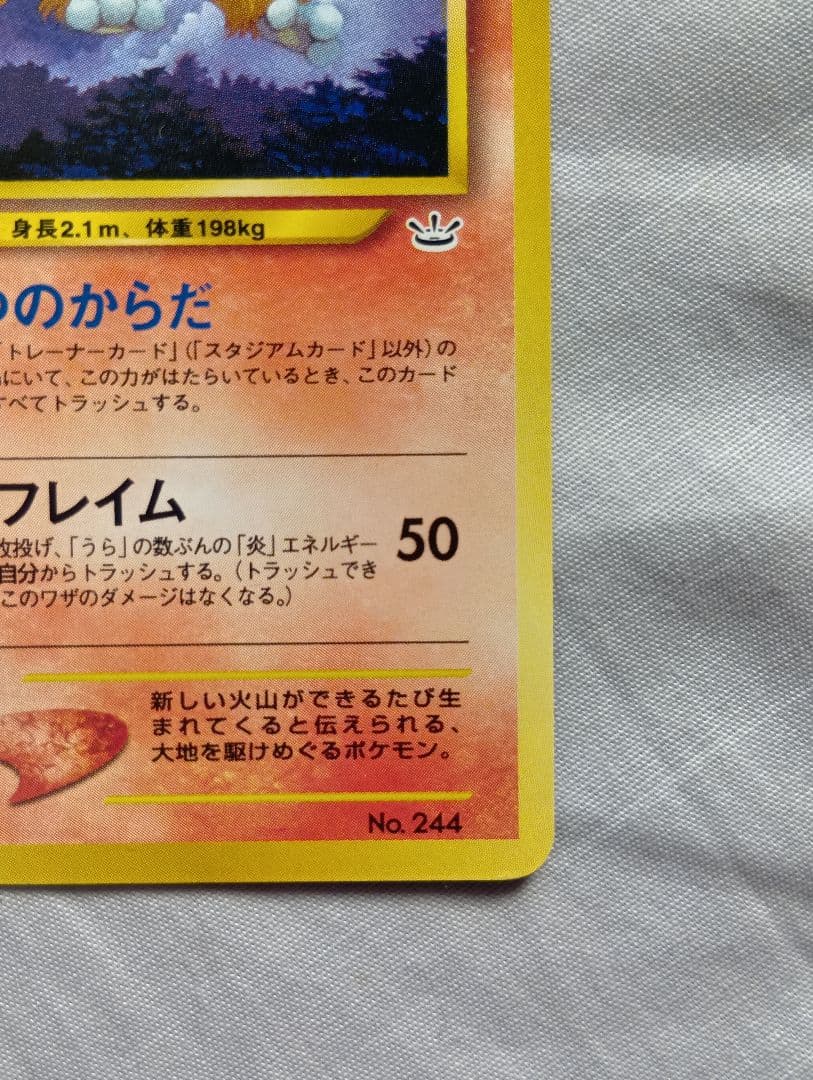 身長2.1m、体重198kg
のからだ
「トレーナーカード」(「スタジアムカード」以外)の
にいて、この力がはたらいているとき、このカード
すべてトラッシュする。
フレイム
50
枚投げ、「うら」の数ぶんの「炎」エネルギー
自分からトラッシュする。(トラッシュでき
このワザのダメージはなくなる。)
新しい火山ができるたび生
まれてくると伝えられる、
大地を駆けめぐるポケモン。
No. 244